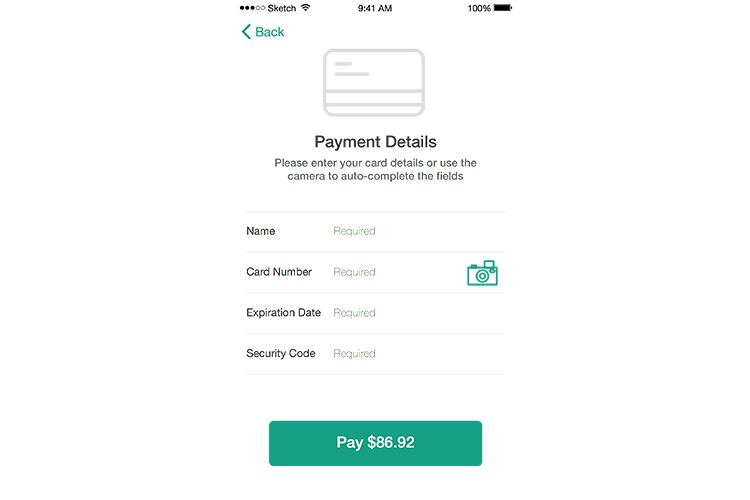 Sketch 9:41 AM 100%
Back
Payment Details
Please enter your card details or use the
camera to auto-complete the fields
Name Required
Card Number Required
Expiration Date Required
Security Code Required
Pay $86.92